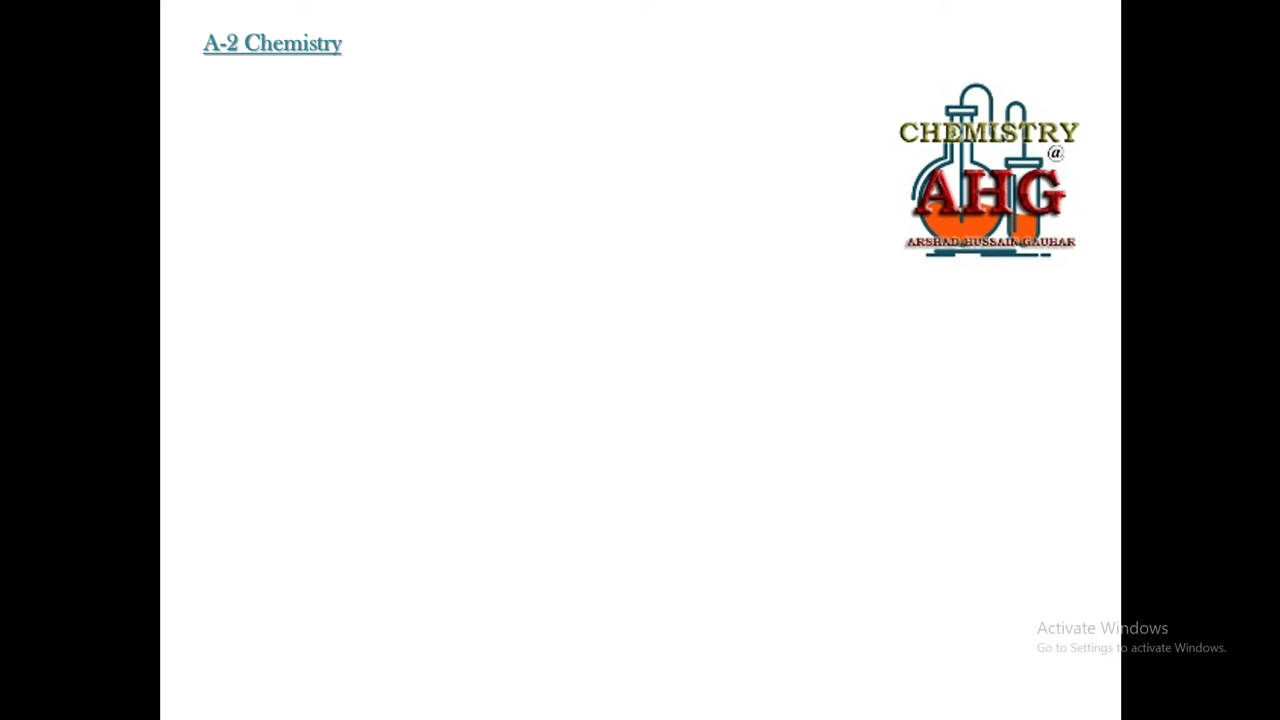 A-2 Chemistry
CHEMISTRY
@
AHG
ARSHAD HUSSAIN GAUHAR
Activate Windows
Go to Settings to activate Windows.